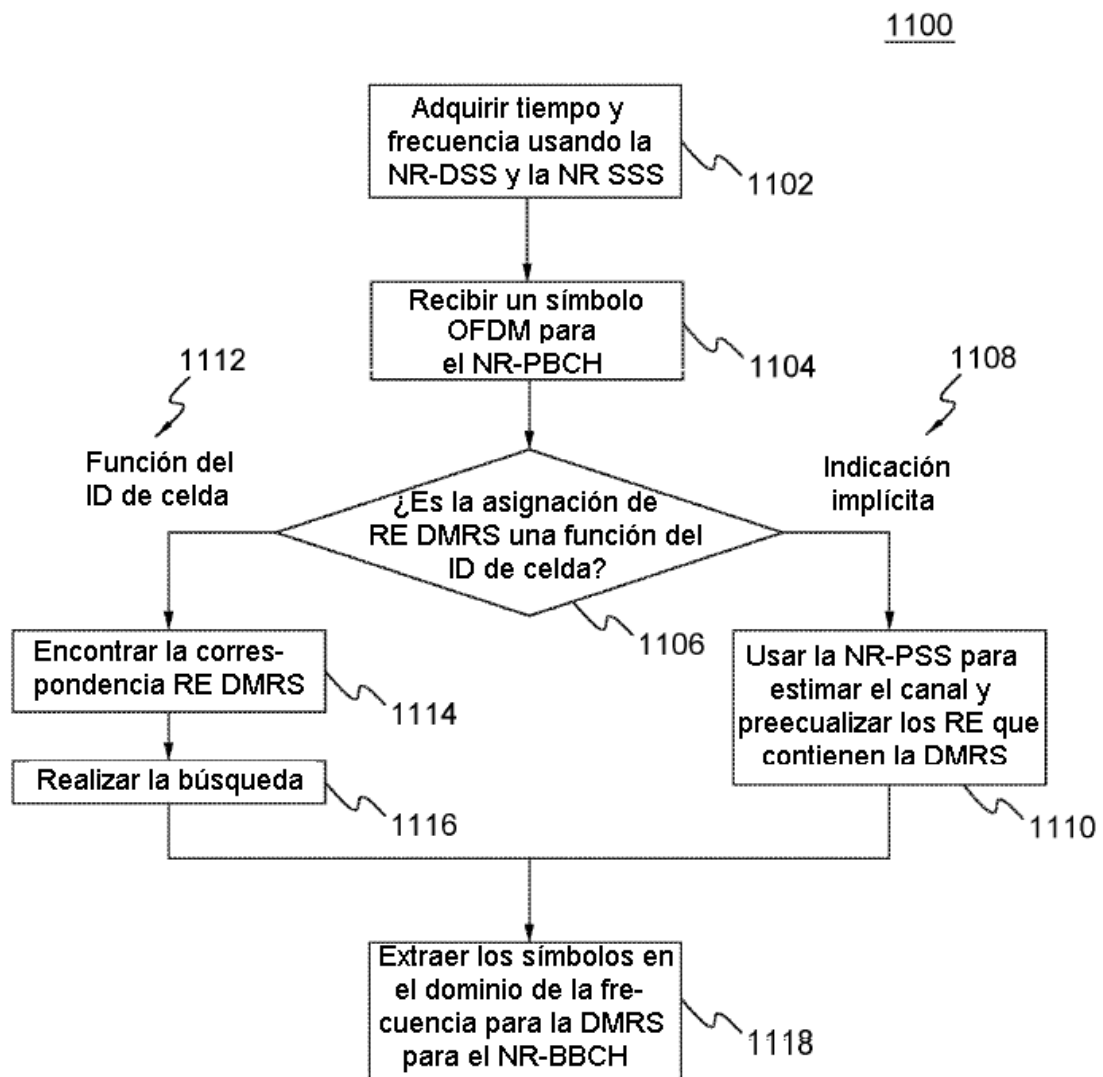 1100
Adquirir tiempo y
frecuencia usando la
NR-DSS y la NR SSS
1102
Recibir un símbolo
OFDM para
el NR-PBCH
1104
1112
1108
Función del
ID de celda
Indicación
implícita
¿Es la asignación de
RE DMRS una función del
ID de celda?
1106
Encontrar la corres-
pondencia RE DMRS
1114
Realizar la búsqueda
1116
Usar la NR-PSS para
estimar el canal y
preecualizar los RE que
contienen la DMRS
1110
Extraer los símbolos en
el dominio de la fre-
cuencia para la DMRS
para el NR-BBCH
1118